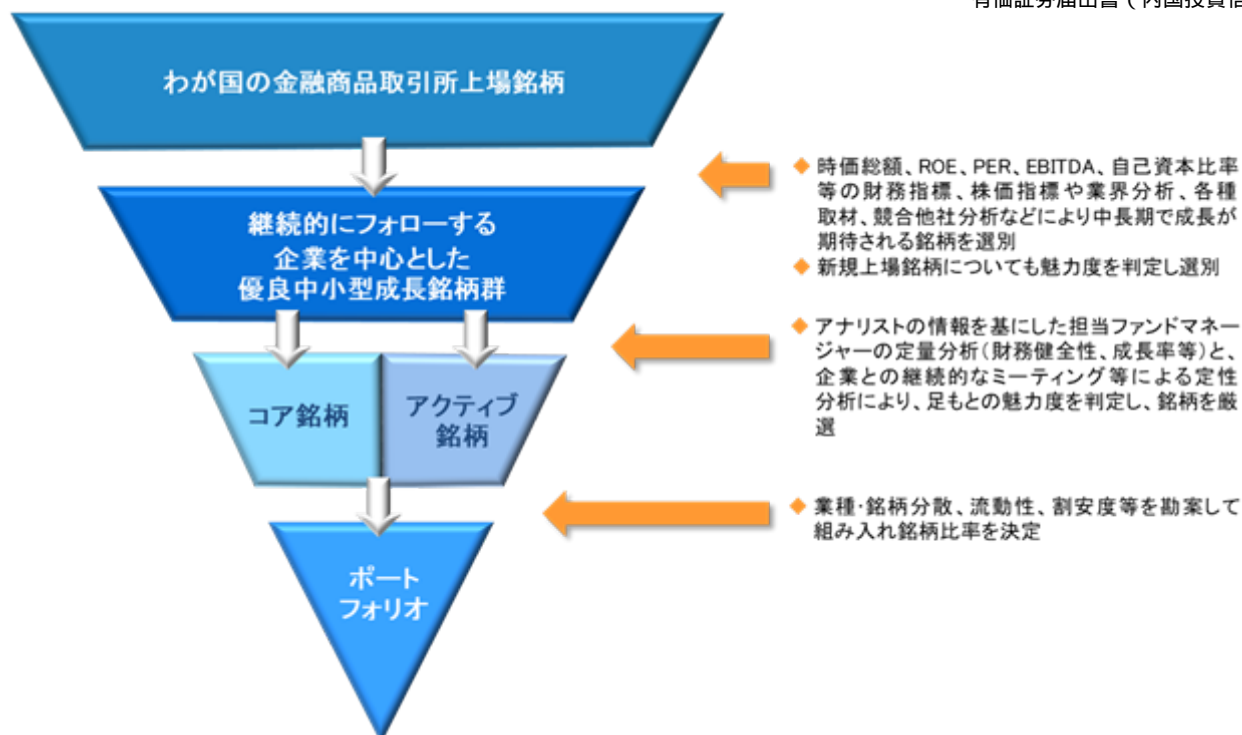 有価証券届出書（内国投資信
わが国の金融商品取引所上場銘柄
継続的にフォローする
企業を中心とした
優良中小型成長銘柄群
コア銘柄
アクティブ
銘柄
ポート
フォリオ
◆ 時価総額、ROE、PER、EBITDA、自己資本比率
等の財務指標、株価指標や業界分析、各種
取材、競合他社分析などにより中長期で成長が
期待される銘柄を選別
◆ 新規上場銘柄についても魅力度を判定し選別
◆ アナリストの情報を基にした担当ファンドマネー
ジャーの定量分析(財務健全性、成長率等)と、
企業との継続的なミーティング等による定性
分析により、足もとの魅力度を判定し、銘柄を厳
選
◆ 業種・銘柄分散、流動性、割安度等を勘案して
組み入れ銘柄比率を決定